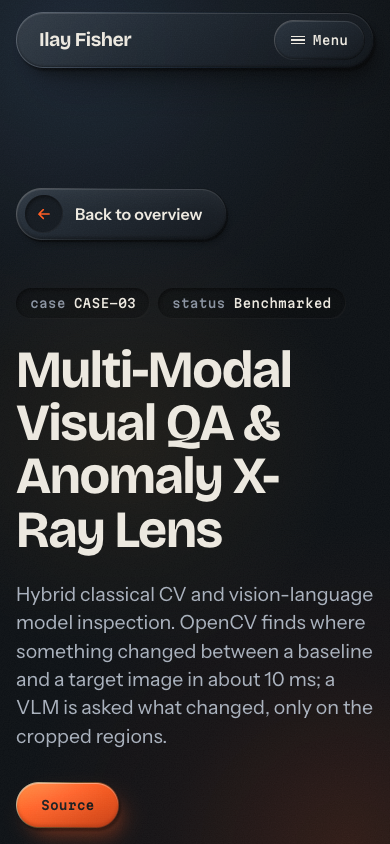 Ilay Fisher
Menu
Back to overview
case CASE-03
status Benchmarked
Multi-Modal
Visual QA &
Anomaly X-
Ray Lens
Hybrid classical CV and vision-language
model inspection. OpenCV finds where
something changed between a baseline
and a target image in about 10 ms; a
VLM is asked what changed, only on the
cropped regions.
Source